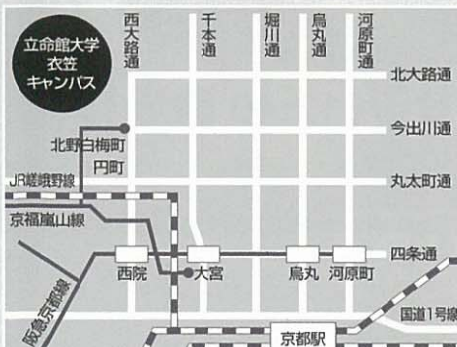 立命館大学
衣笠
キャンパス
西大路通
千本通
堀川通
烏丸通
河原町通
北大路通
今出川通
北野白梅町
円町
丸太町通
JR嵯峨野線
京福嵐山線
四条通
西院
大宮
烏丸
河原町
阪急京都線
国道1号線
京都駅